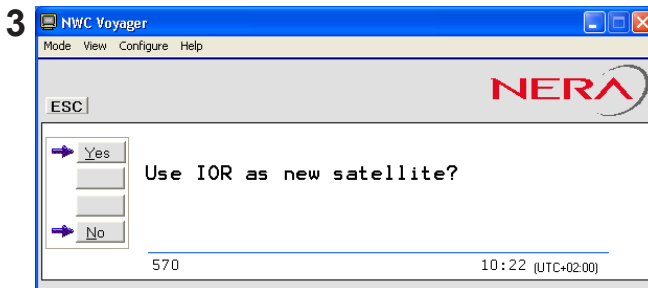 3
NWC Voyager
Mode View Configure Help
NERA
ESC
Yes
Use IOR as new satellite?
No
570 10:22 (UTC+02:00)